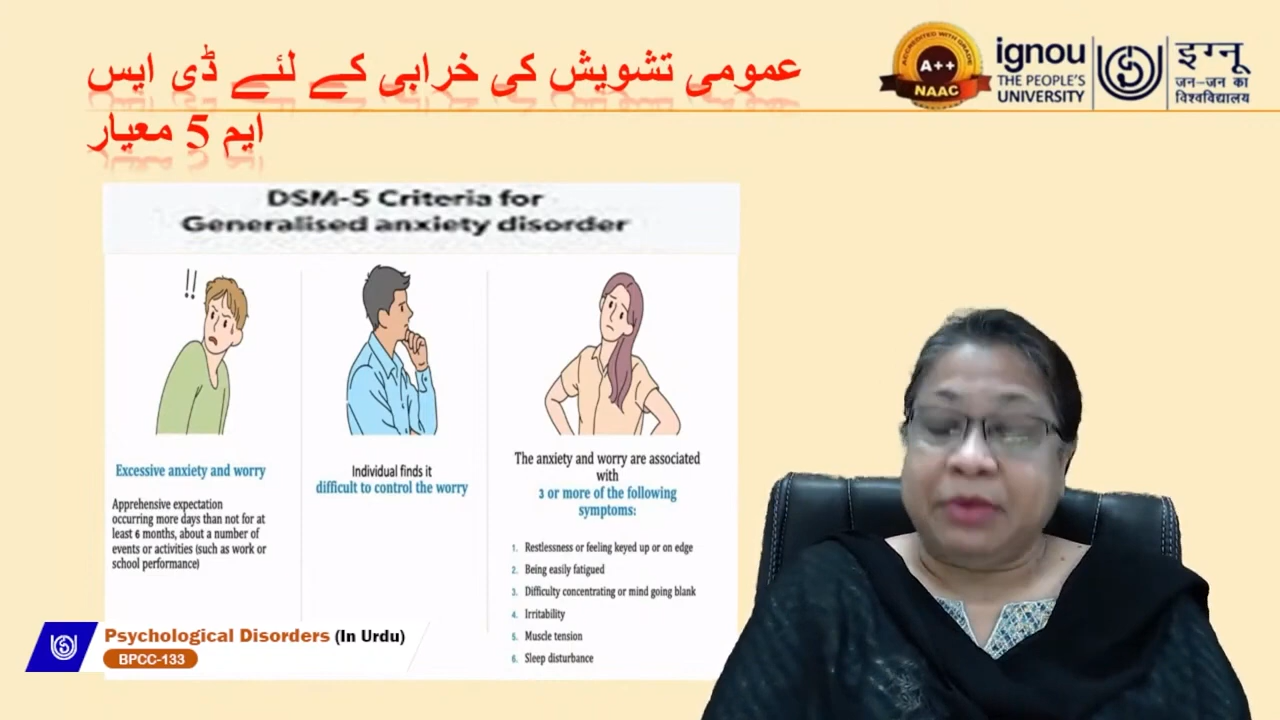 عمومی تشویش کی خرابی کے لئے ڈی ایس
ایم 5 معیار
ACCREDITED WITH GRADE
A++
NAAC
ignou
THE PEOPLE'S
UNIVERSITY
इग्नू
जन-जन का
विश्वविद्यालय
DSM-5 Criteria for
Generalised anxiety disorder
!!
Excessive anxiety and worry
Apprehensive expectation
occurring more days than not for at
least 6 months, about a number of
events or activities (such as work or
school performance)
Individual finds it
difficult to control the worry
The anxiety and worry are associated
with
3 or more of the following
symptoms:
1. Restlessness or feeling keyed up or on edge
2. Being easily fatigued
3. Difficulty concentrating or mind going blank
4. Irritability
5. Muscle tension
6. Sleep disturbance
Psychological Disorders (In Urdu)
BPCC-133